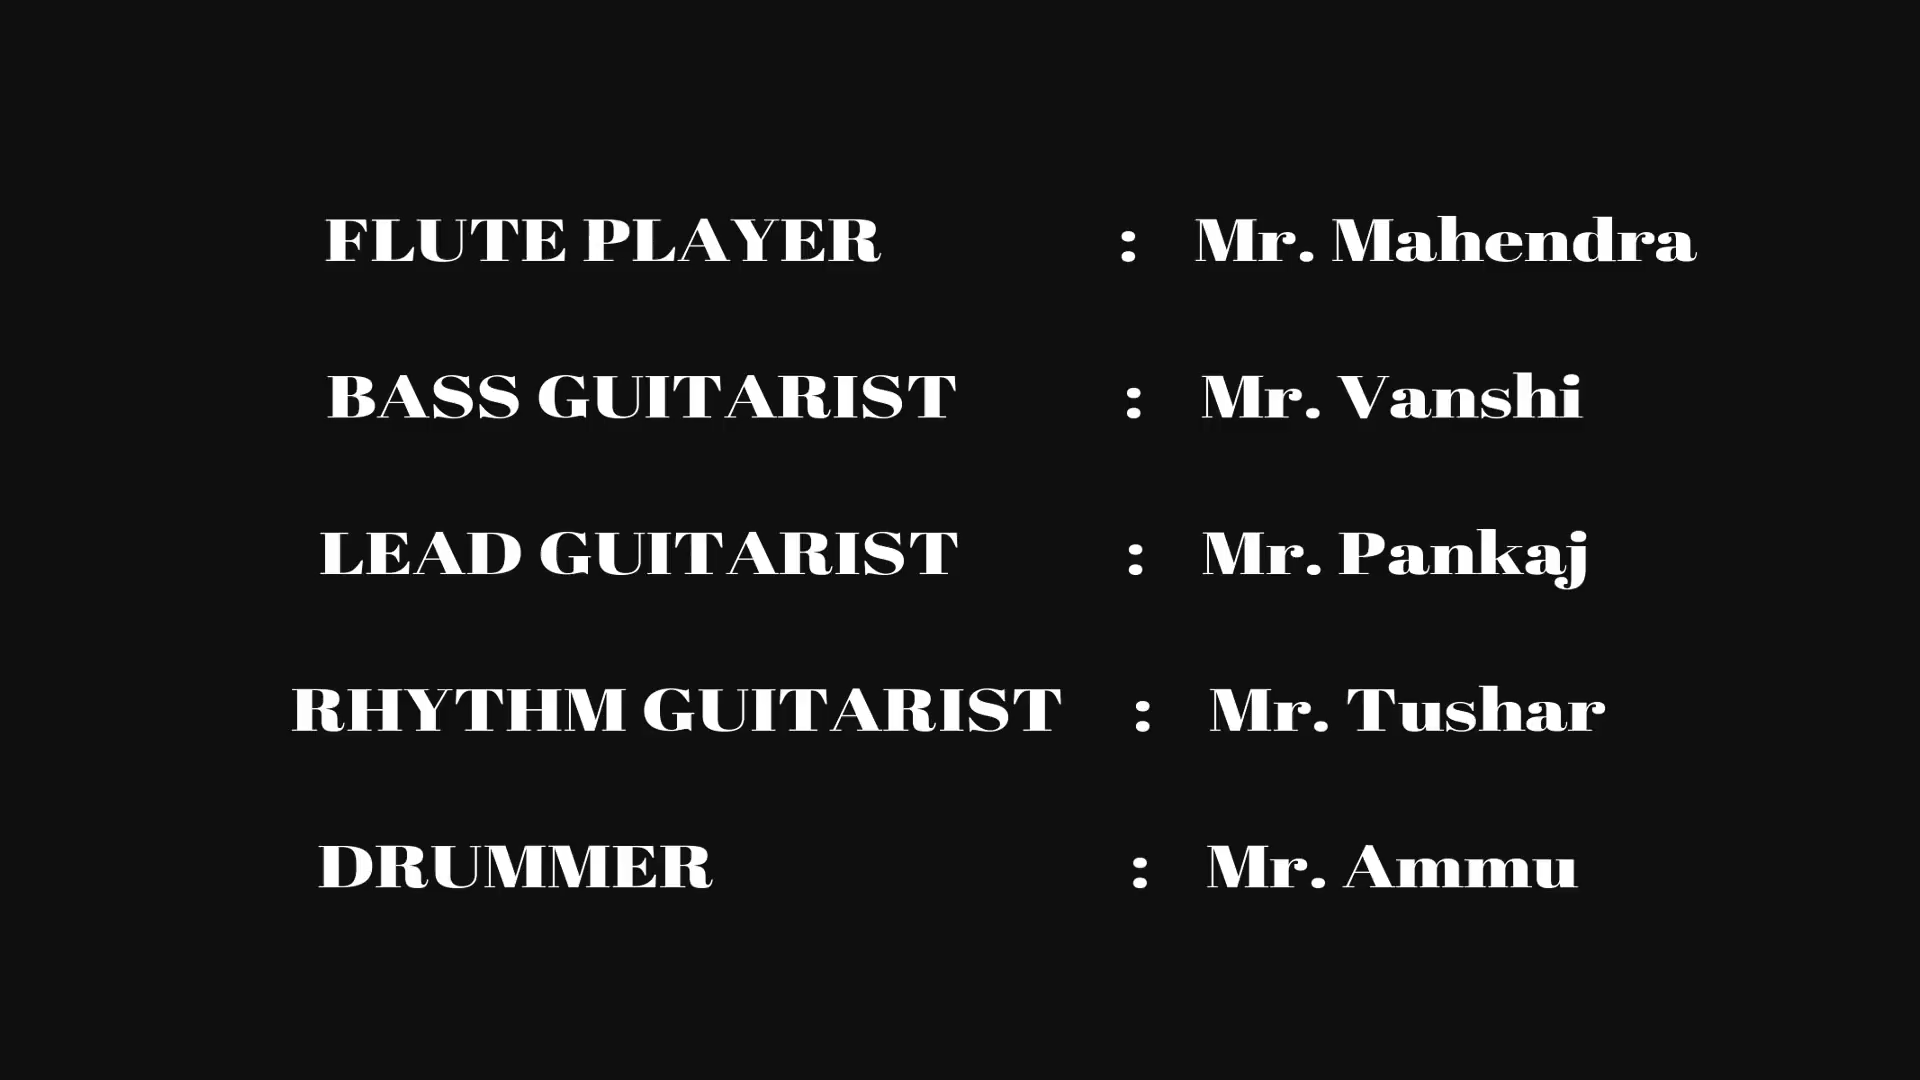 FLUTE PLAYER : Mr. Mahendra
BASS GUITARIST : Mr. Vanshi
LEAD GUITARIST : Mr. Pankaj
RHYTHM GUITARIST : Mr. Tushar
DRUMMER : Mr. Ammu